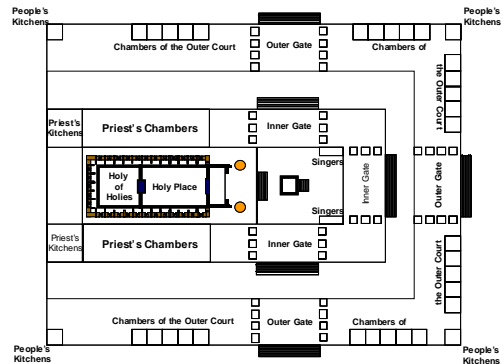 People's
Kitchens
People's
Kitchens
Chambers of the Outer Court
Outer Gate
Chambers of
the Outer Court
Priest's
Kitchens
Priest's Chambers
Inner Gate
Singers
Holy
of
Holies
Holy Place
Inner Gate
Outer Gate
Singers
Priest's
Kitchens
Priest's Chambers
Inner Gate
the Outer Court
Chambers of the Outer Court
Outer Gate
Chambers of
People's
Kitchens
People's
Kitchens